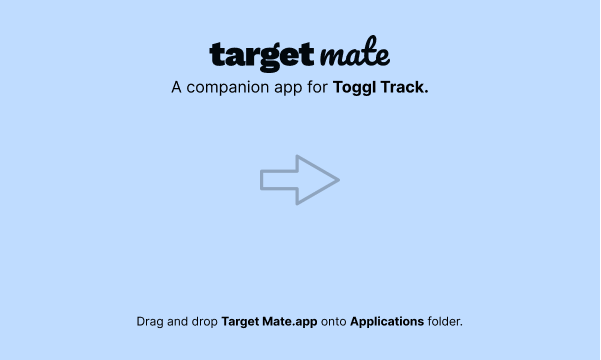 target mate
A companion app for Toggl Track.
Drag and drop Target Mate.app onto Applications folder.